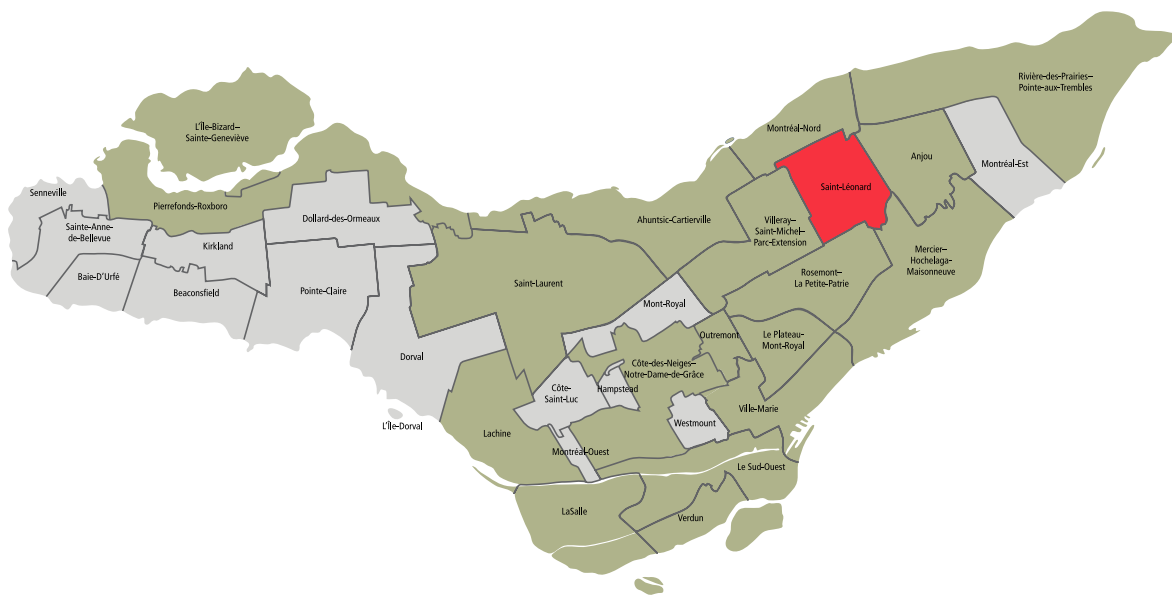 Rivière-des-Prairies–
Pointe-aux-Trembles
L'Île-Bizard–
Sainte-Geneviève
Montréal-Nord
Anjou
Montréal-Est
Saint-Léonard
Senneville
Pierrefonds-Roxboro
Dollard-des-Ormeaux
Ahuntsic-Cartierville
Villeray–
Saint-Michel–
Parc-Extension
Sainte-Anne-
de-Bellevue
Kirkland
Mercier–
Hochelaga-
Maisonneuve
Baie-D'Urfé
Beaconsfield
Pointe-Claire
Saint-Laurent
Rosemont–
La Petite-Patrie
Mont-Royal
Outremont
Le Plateau-
Mont-Royal
Dorval
Côte-des-Neiges–
Notre-Dame-de-Grâce
Côte-
Saint-Luc
Hampstead
Ville-Marie
L'Île-Dorval
Lachine
Westmount
Montréal-Ouest
Le Sud-Ouest
LaSalle
Verdun